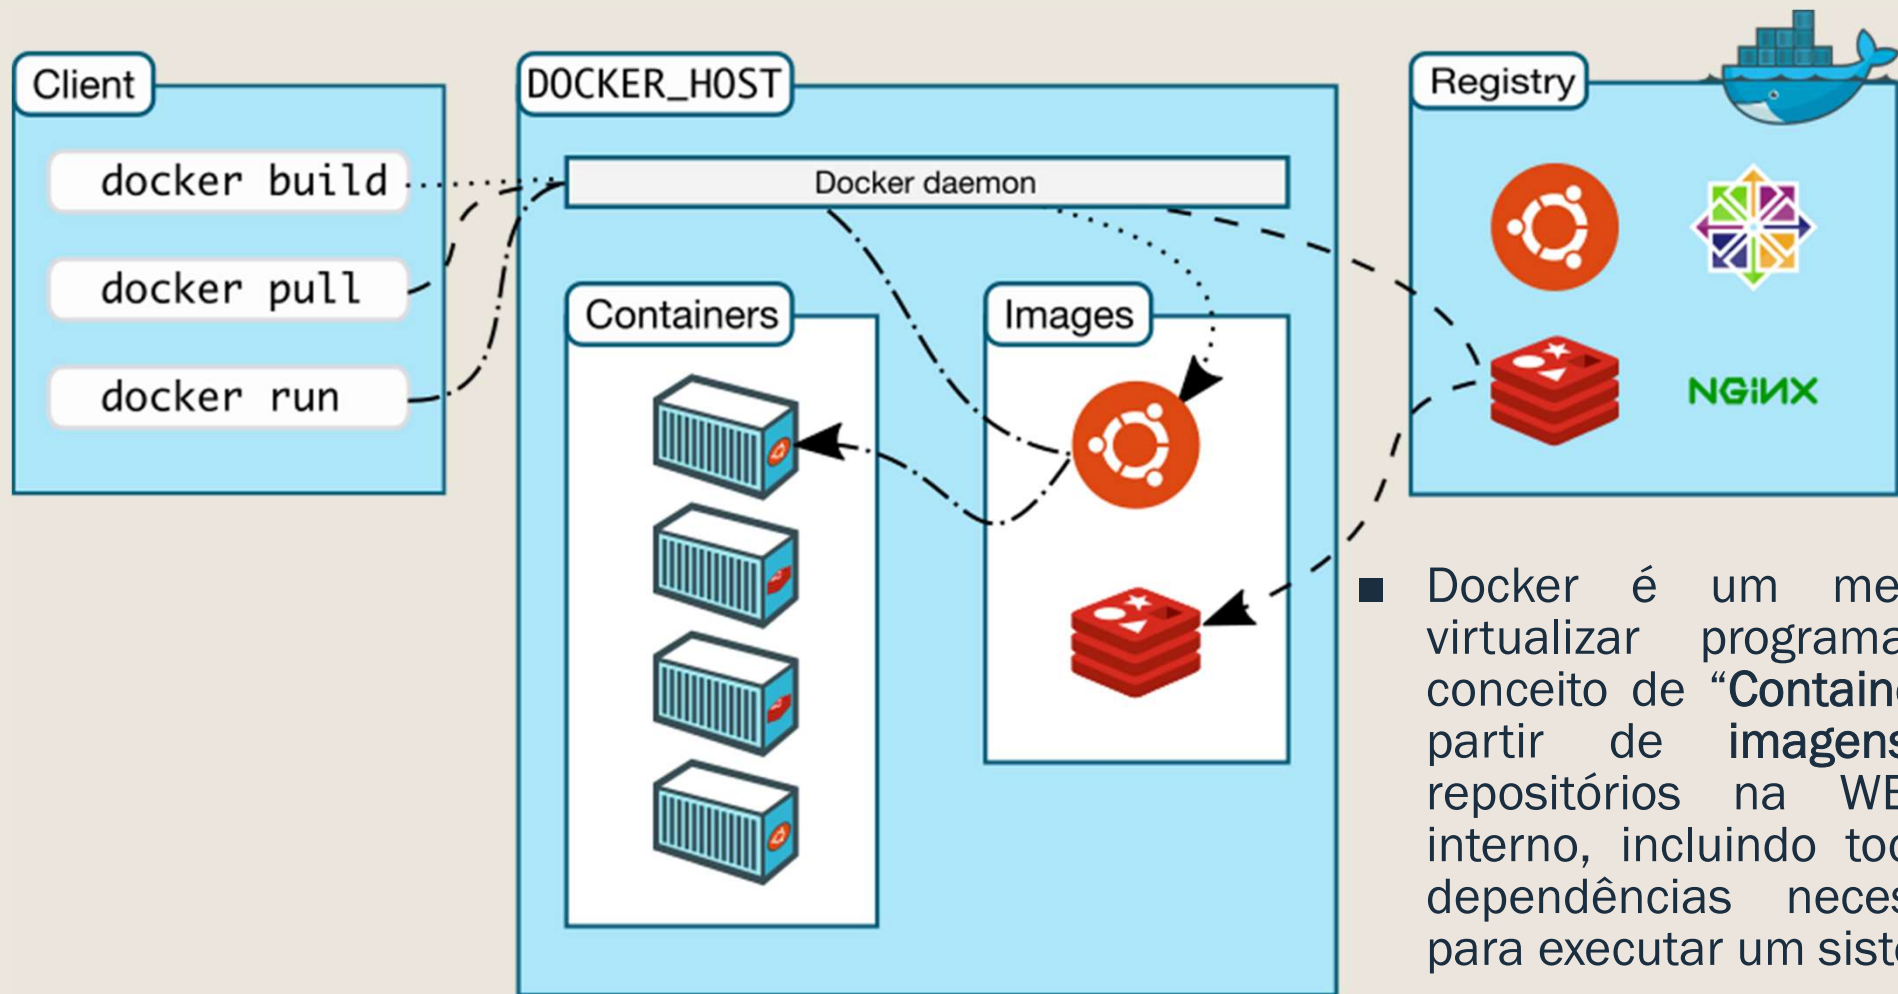 Client
docker build
docker pull
docker run
DOCKER_HOST
Docker daemon
Containers
Images
Registry
NGiNX
■ Docker é um
virtualizar
conceito de
partir de
repositórios na
interno, incluindo
dependências
para executar um